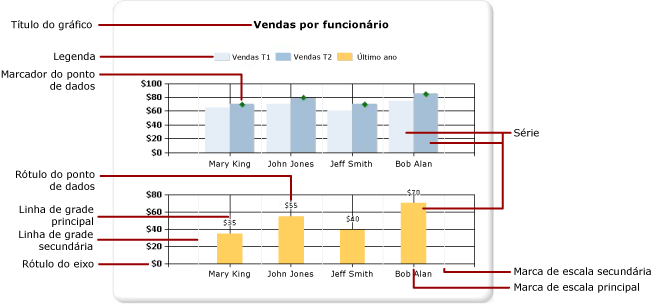 Título do gráfico
Vendas por funcionário
Legenda
Vendas T1 Vendas T2 Último ano
Marcador do ponto
de dados
$100
$80
$60
$40
$20
$0
Mary King John Jones Jeff Smith Bob Alan
Série
Rótulo do ponto
de dados
Linha de grade
principal
Linha de grade
secundária
Rótulo do eixo
$80
$60
$40
$20
$0
$35 $55 $40 $70
Mary King John Jones Jeff Smith Bob Alan
Marca de escala secundária
Marca de escala principal